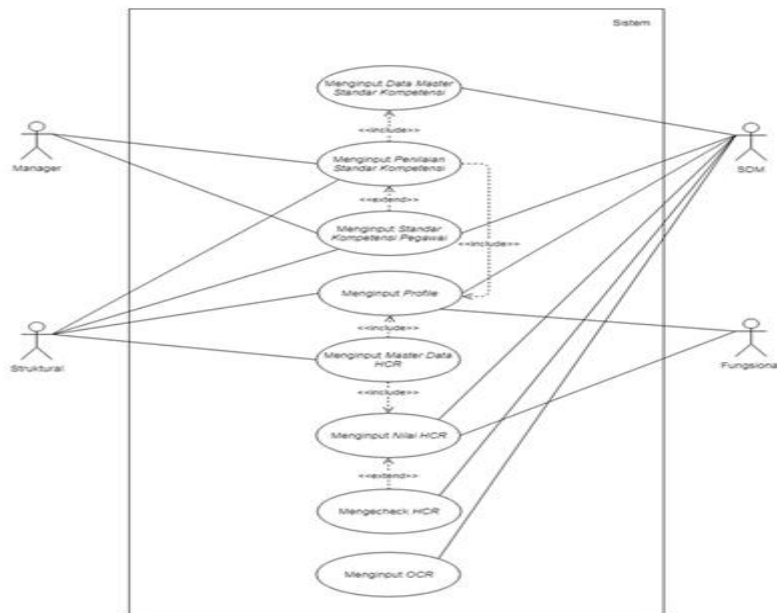 Sistem
Menginput Data Master
Standar Kompetensi
<<include>>
Manager
SDM
Menginput Penilaian
Standar Kompetensi
<<extend>>
Menginput Standar
Kompetensi Pegawai
<<include>>
Menginput Profile
<<include>>
Struktural
Fungsional
Menginput Master Data
HCR
<<include>>
Menginput Nilai HCR
<<extend>>
Mengecheck HCR
Menginput OCR